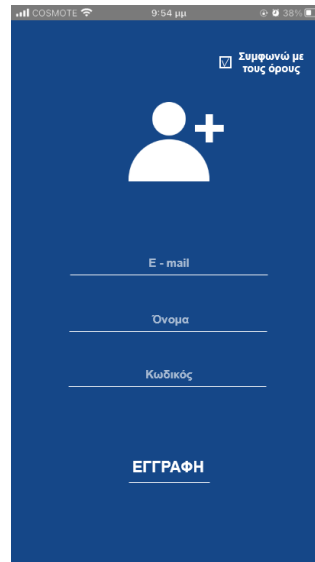 COSMOTE 9:54 μμ 38%
Συμφωνώ με
τους όρους
E - mail
Όνομα
Κωδικός
ΕΓΓΡΑΦΗ